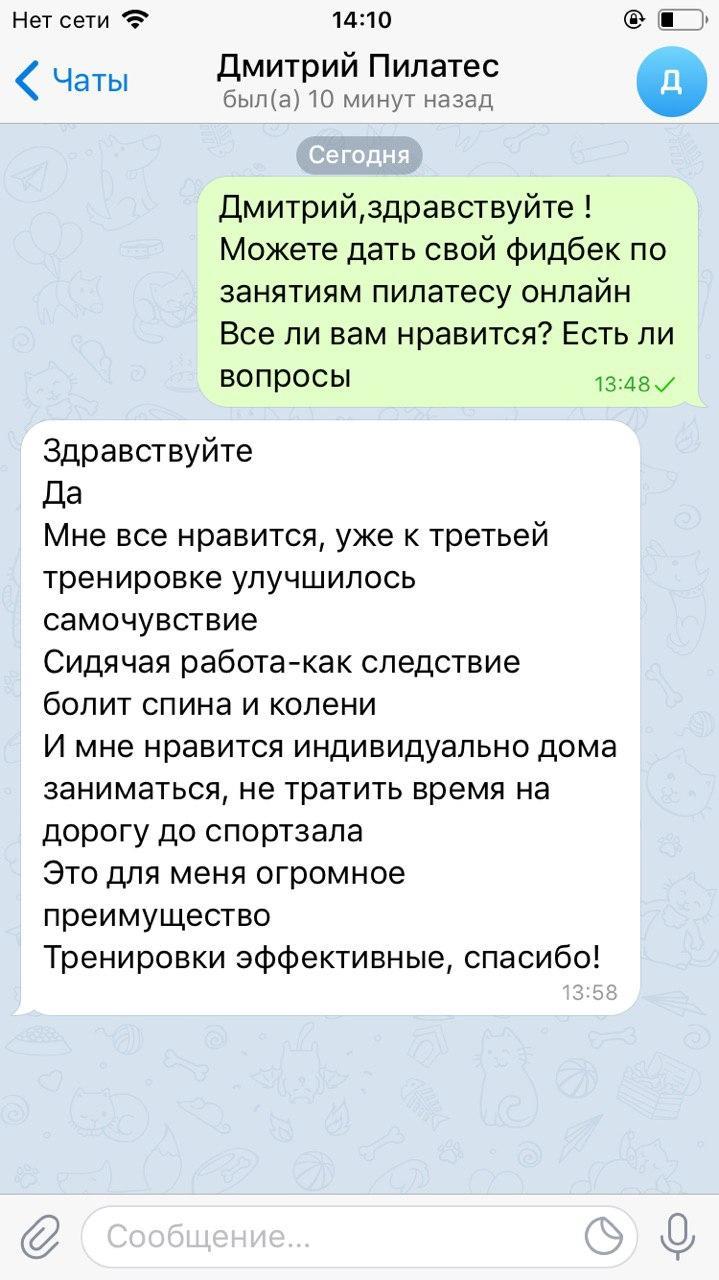 Нет сети 14:10
Чаты
Дмитрий Пилатес
был(а) 10 минут назад
Д
Сегодня
Дмитрий,здравствуйте !
Можете дать свой фидбек по
занятиям пилатесу онлайн
Все ли вам нравится? Есть ли
вопросы
13:48
Здравствуйте
Да
Мне все нравится, уже к третьей
тренировке улучшилось
самочувствие
Сидячая работа-как следствие
болит спина и колени
И мне нравится индивидуально дома
заниматься, не тратить время на
дорогу до спортзала
Это для меня огромное
преимущество
Тренировки эффективные, спасибо!
13:58
Сообщение...